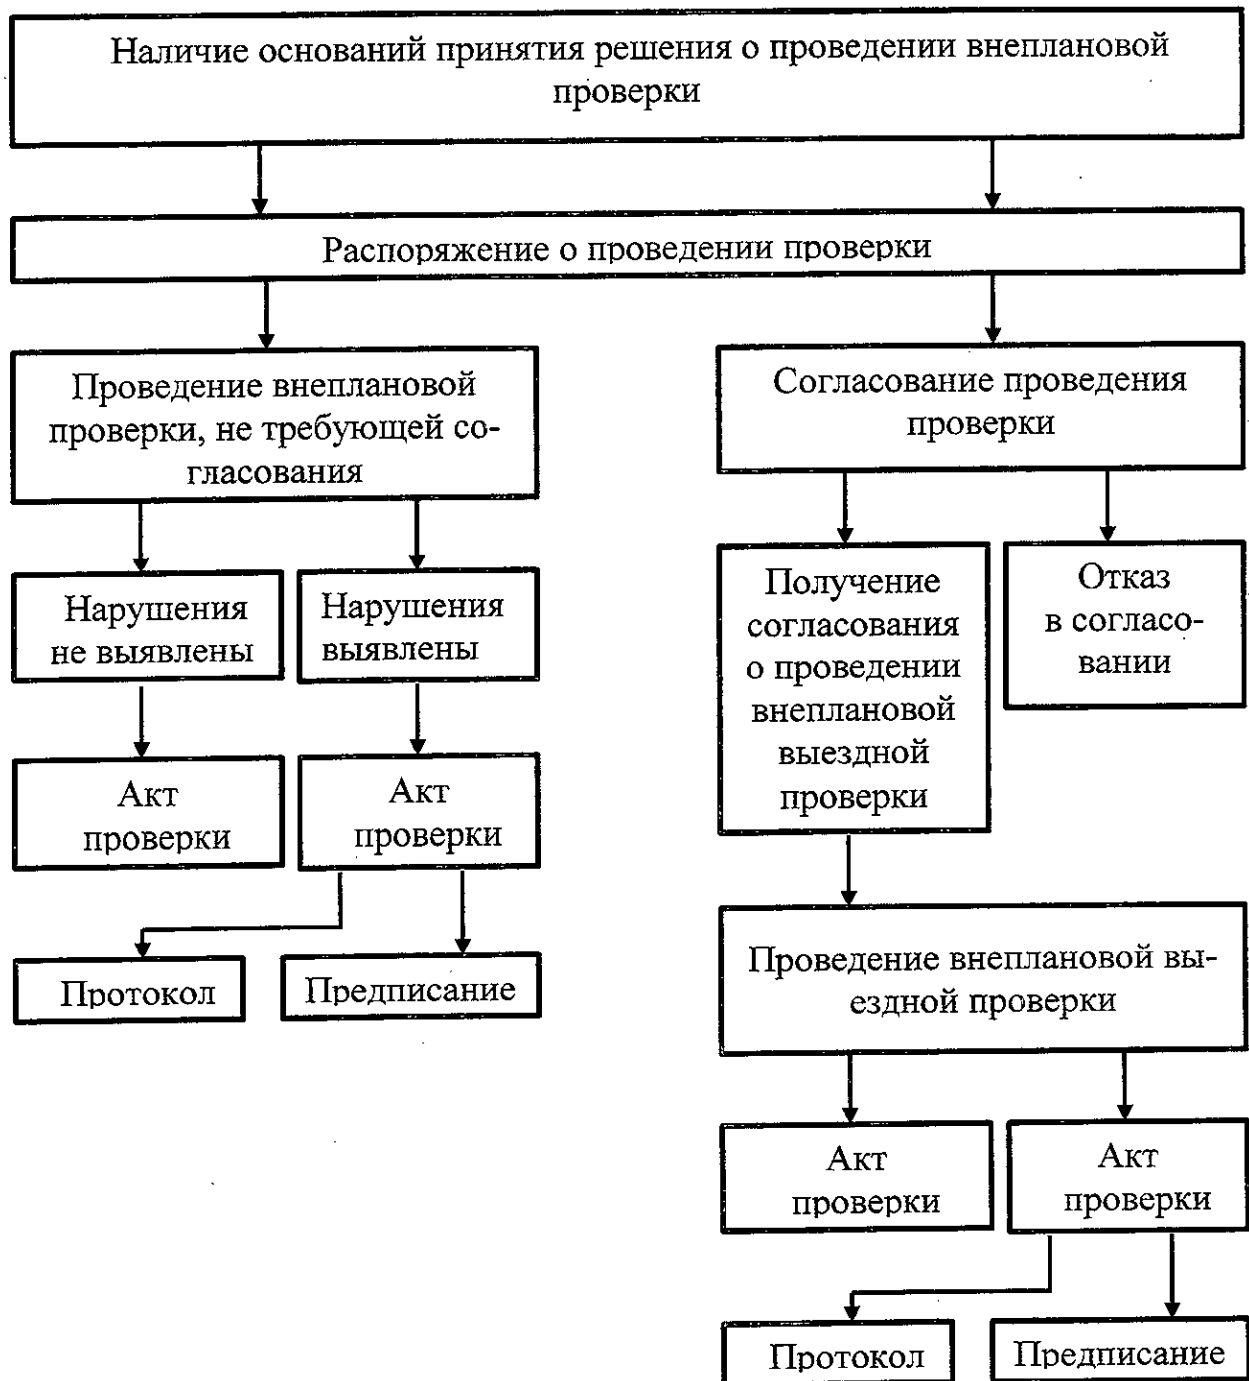 Наличие оснований принятия решения о проведении внеплановой
проверки
Распоряжение о проведении проверки
Проведение внеплановой
проверки, не требующей со-
гласования
Согласование проведения
проверки
Нарушения
не выявлены
Нарушения
выявлены
Получение
согласования
о проведении
внеплановой
выездной
проверки
Отказ
в согласо-
вании
Акт
проверки
Акт
проверки
Протокол
Предписание
Проведение внеплановой вы-
ездной проверки
Акт
проверки
Акт
проверки
Протокол
Предписание